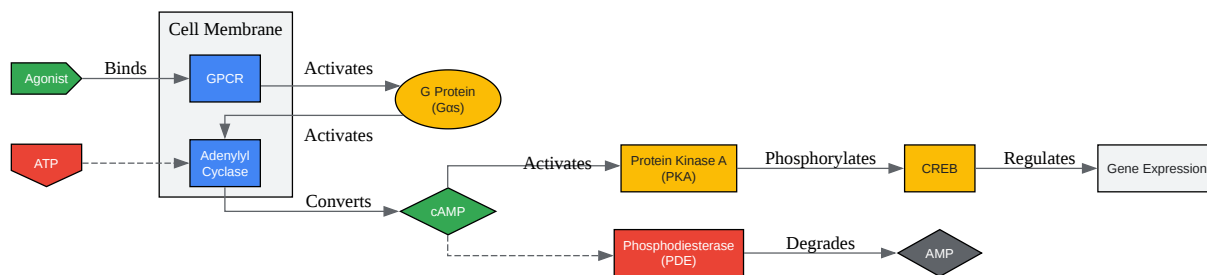 Cell Membrane
Agonist
Binds
GPCR
Activates
G Protein
(Gαs)
Activates
ATP
Adenylyl
Cyclase
Converts
cAMP
Activates
Protein Kinase A
(PKA)
Phosphorylates
CREB
Regulates
Gene Expression
Phosphodiesterase
(PDE)
Degrades
AMP